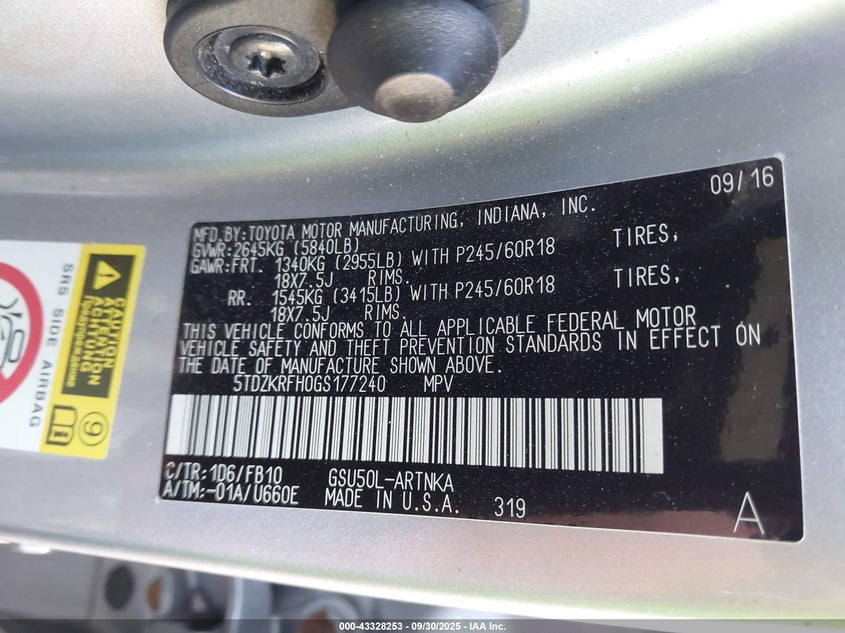 09/16
MFD.BY:TOYOTA MOTOR MANUFACTURING, INDIANA, INC.
GVWR:2645KG (5840LB)
GAWR:FRT. 1340KG (2955LB) WITH P245/60R18 TIRES,
18X7.5J RIMS.
RR. 1545KG (3415LB) WITH P245/60R18 TIRES,
18X7.5J RIMS.
THIS VEHICLE CONFORMS TO ALL APPLICABLE FEDERAL MOTOR
VEHICLE SAFETY AND THEFT PREVENTION STANDARDS IN EFFECT ON
THE DATE OF MANUFACTURE SHOWN ABOVE.
5TDZKRFH0GS177240 MPV
C/TR:1D6/FB10 GSU50L-ARTNKA
A/TM:-01A/U660E MADE IN U.S.A. 319
A
SRS SIDE AIRBAG
CAUTION
ATTENTION
ACHTUNG
9
000-43328253 - 09/30/2025 - IAA Inc.